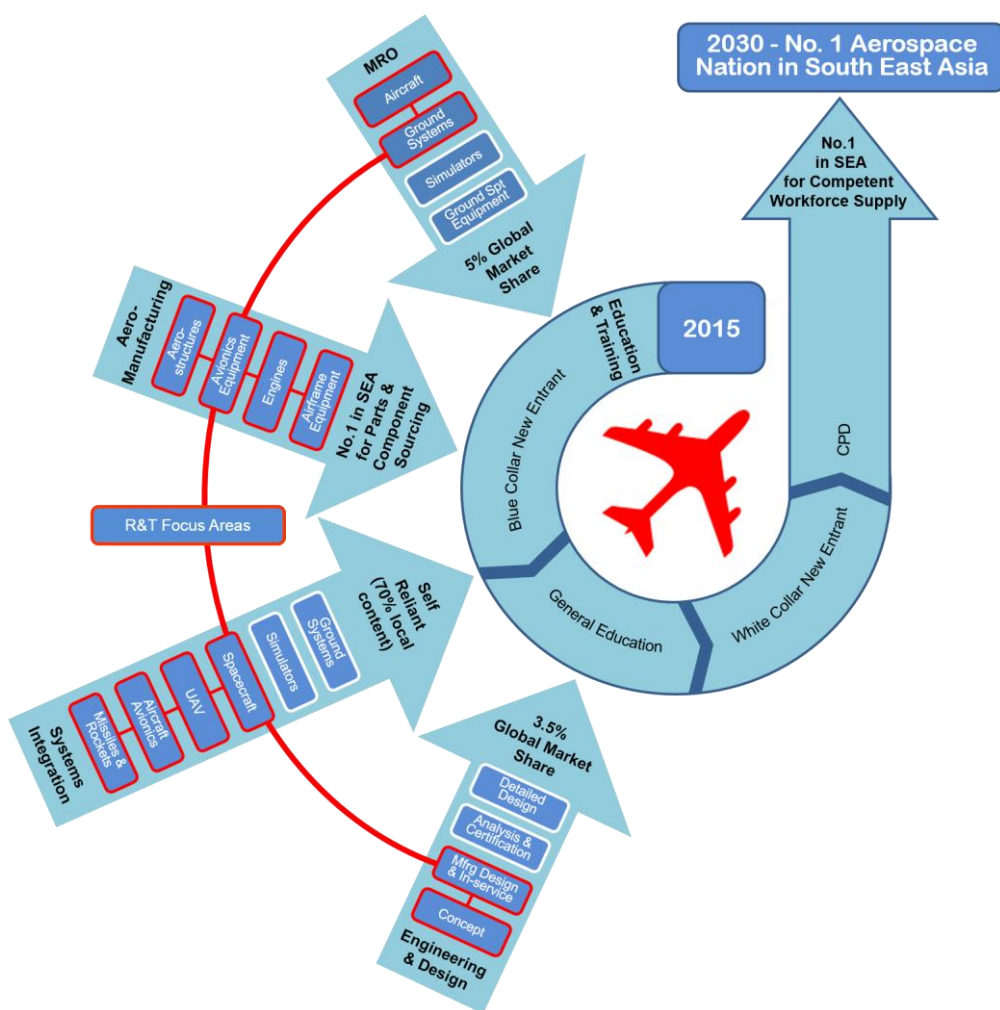 2030 - No. 1 Aerospace
Nation in South East Asia
No.1
in SEA
for Competent
Workforce Supply
MRO
Aircraft
Ground
Systems
Simulators
Ground Spt
Equipment
5% Global
Market
Share
Aero-
Manufacturing
Aero-
structures
Avionics
Equipment
Engines
Airframe
Equipment
No.1 in SEA
for Parts &
Component
Sourcing
R&T Focus Areas
Systems
Integration
Missiles &
Rockets
Aircraft
Avionics
UAV
Spacecraft
Simulators
Ground
Systems
Self
Reliant
(70% local
content)
3.5%
Global Market
Share
Detailed
Design
Analysis &
Certification
Mfrg Design
& In-service
Concept
Engineering
& Design
2015
Education
& Training
Blue Collar New Entrant
General Education
White Collar New Entrant
CPD